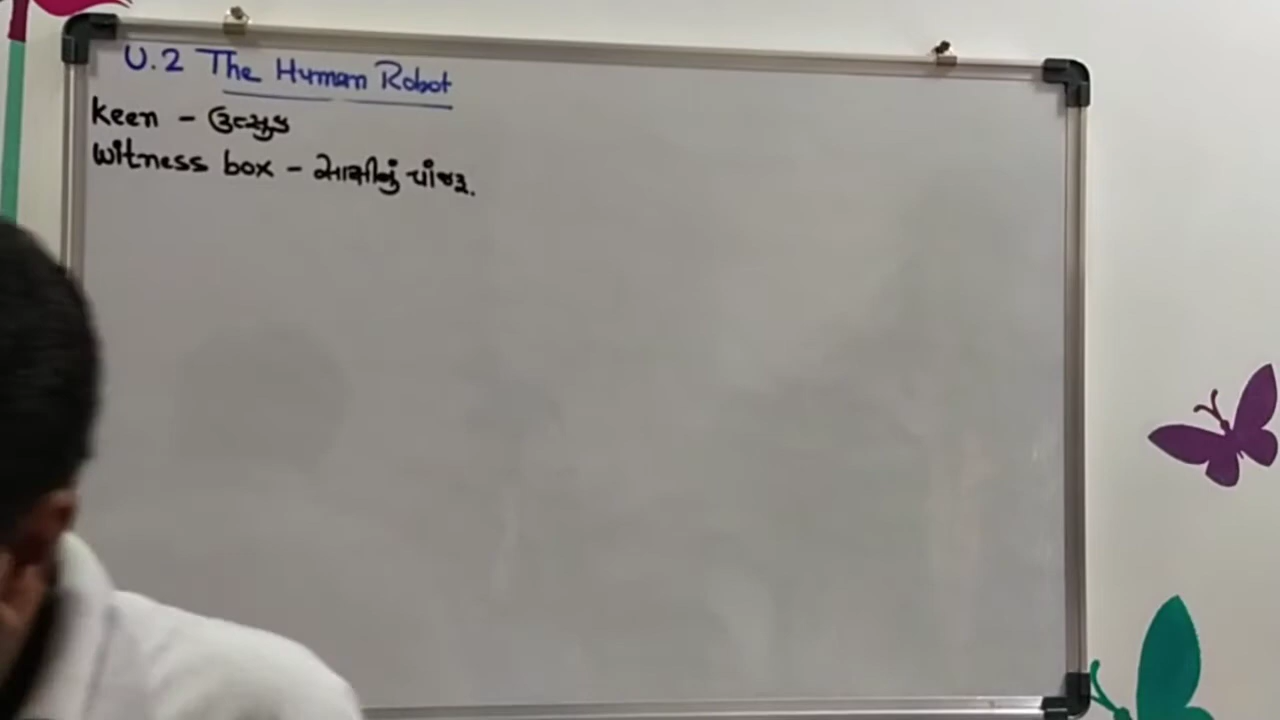 U.2 The Human Robot
keen - ઉત્સુક
witness box - સાક્ષીનું પાંજરૂ.